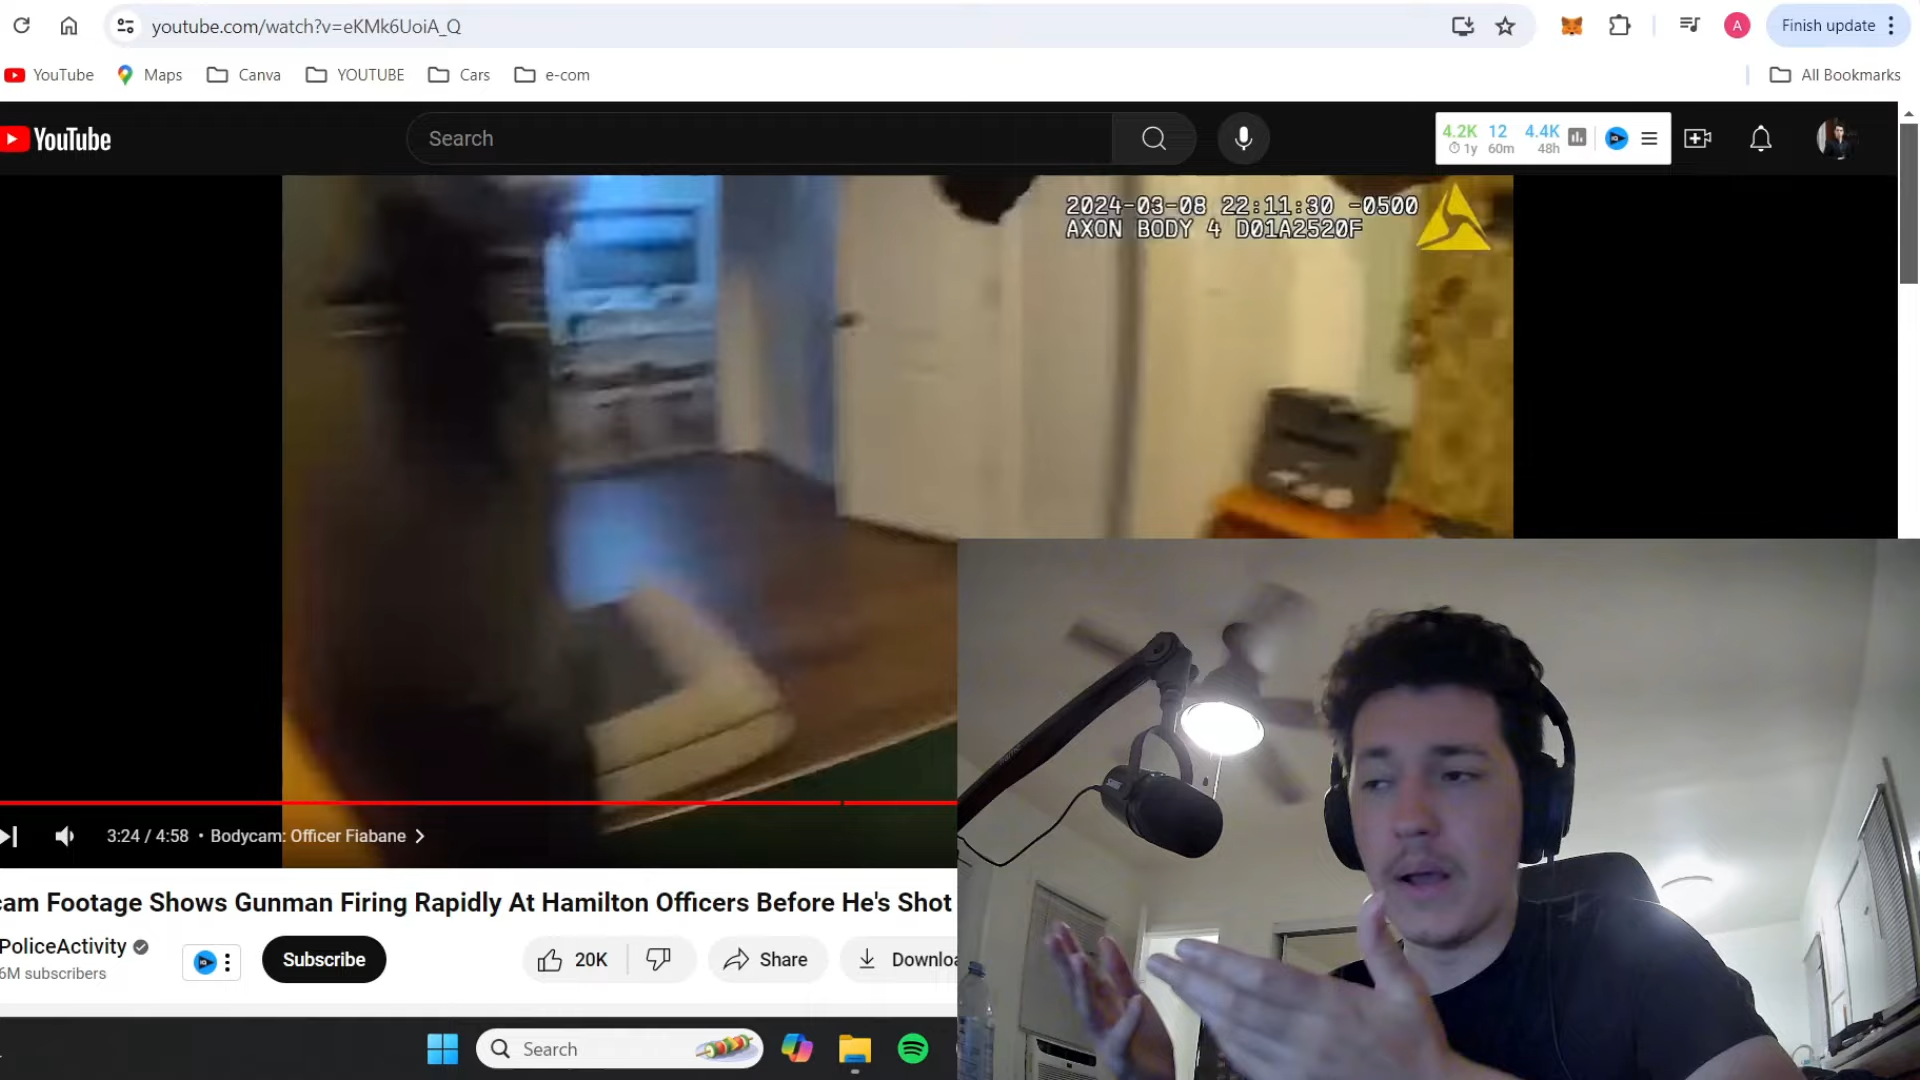 youtube.com/watch?v=eKMk6UoiA_Q
A
Finish update
YouTube
Maps
Canva
YOUTUBE
Cars
e-com
All Bookmarks
YouTube
Search
4.2K 12 4.4K
1y 60m 48h
2024-03-08 22:11:30 -0500
AXON BODY 4 D01A2520F
3:24 / 4:58 • Bodycam: Officer Fiabane
cam Footage Shows Gunman Firing Rapidly At Hamilton Officers Before He's Shot
PoliceActivity
6M subscribers
Subscribe
20K
Share
Downloa
Search